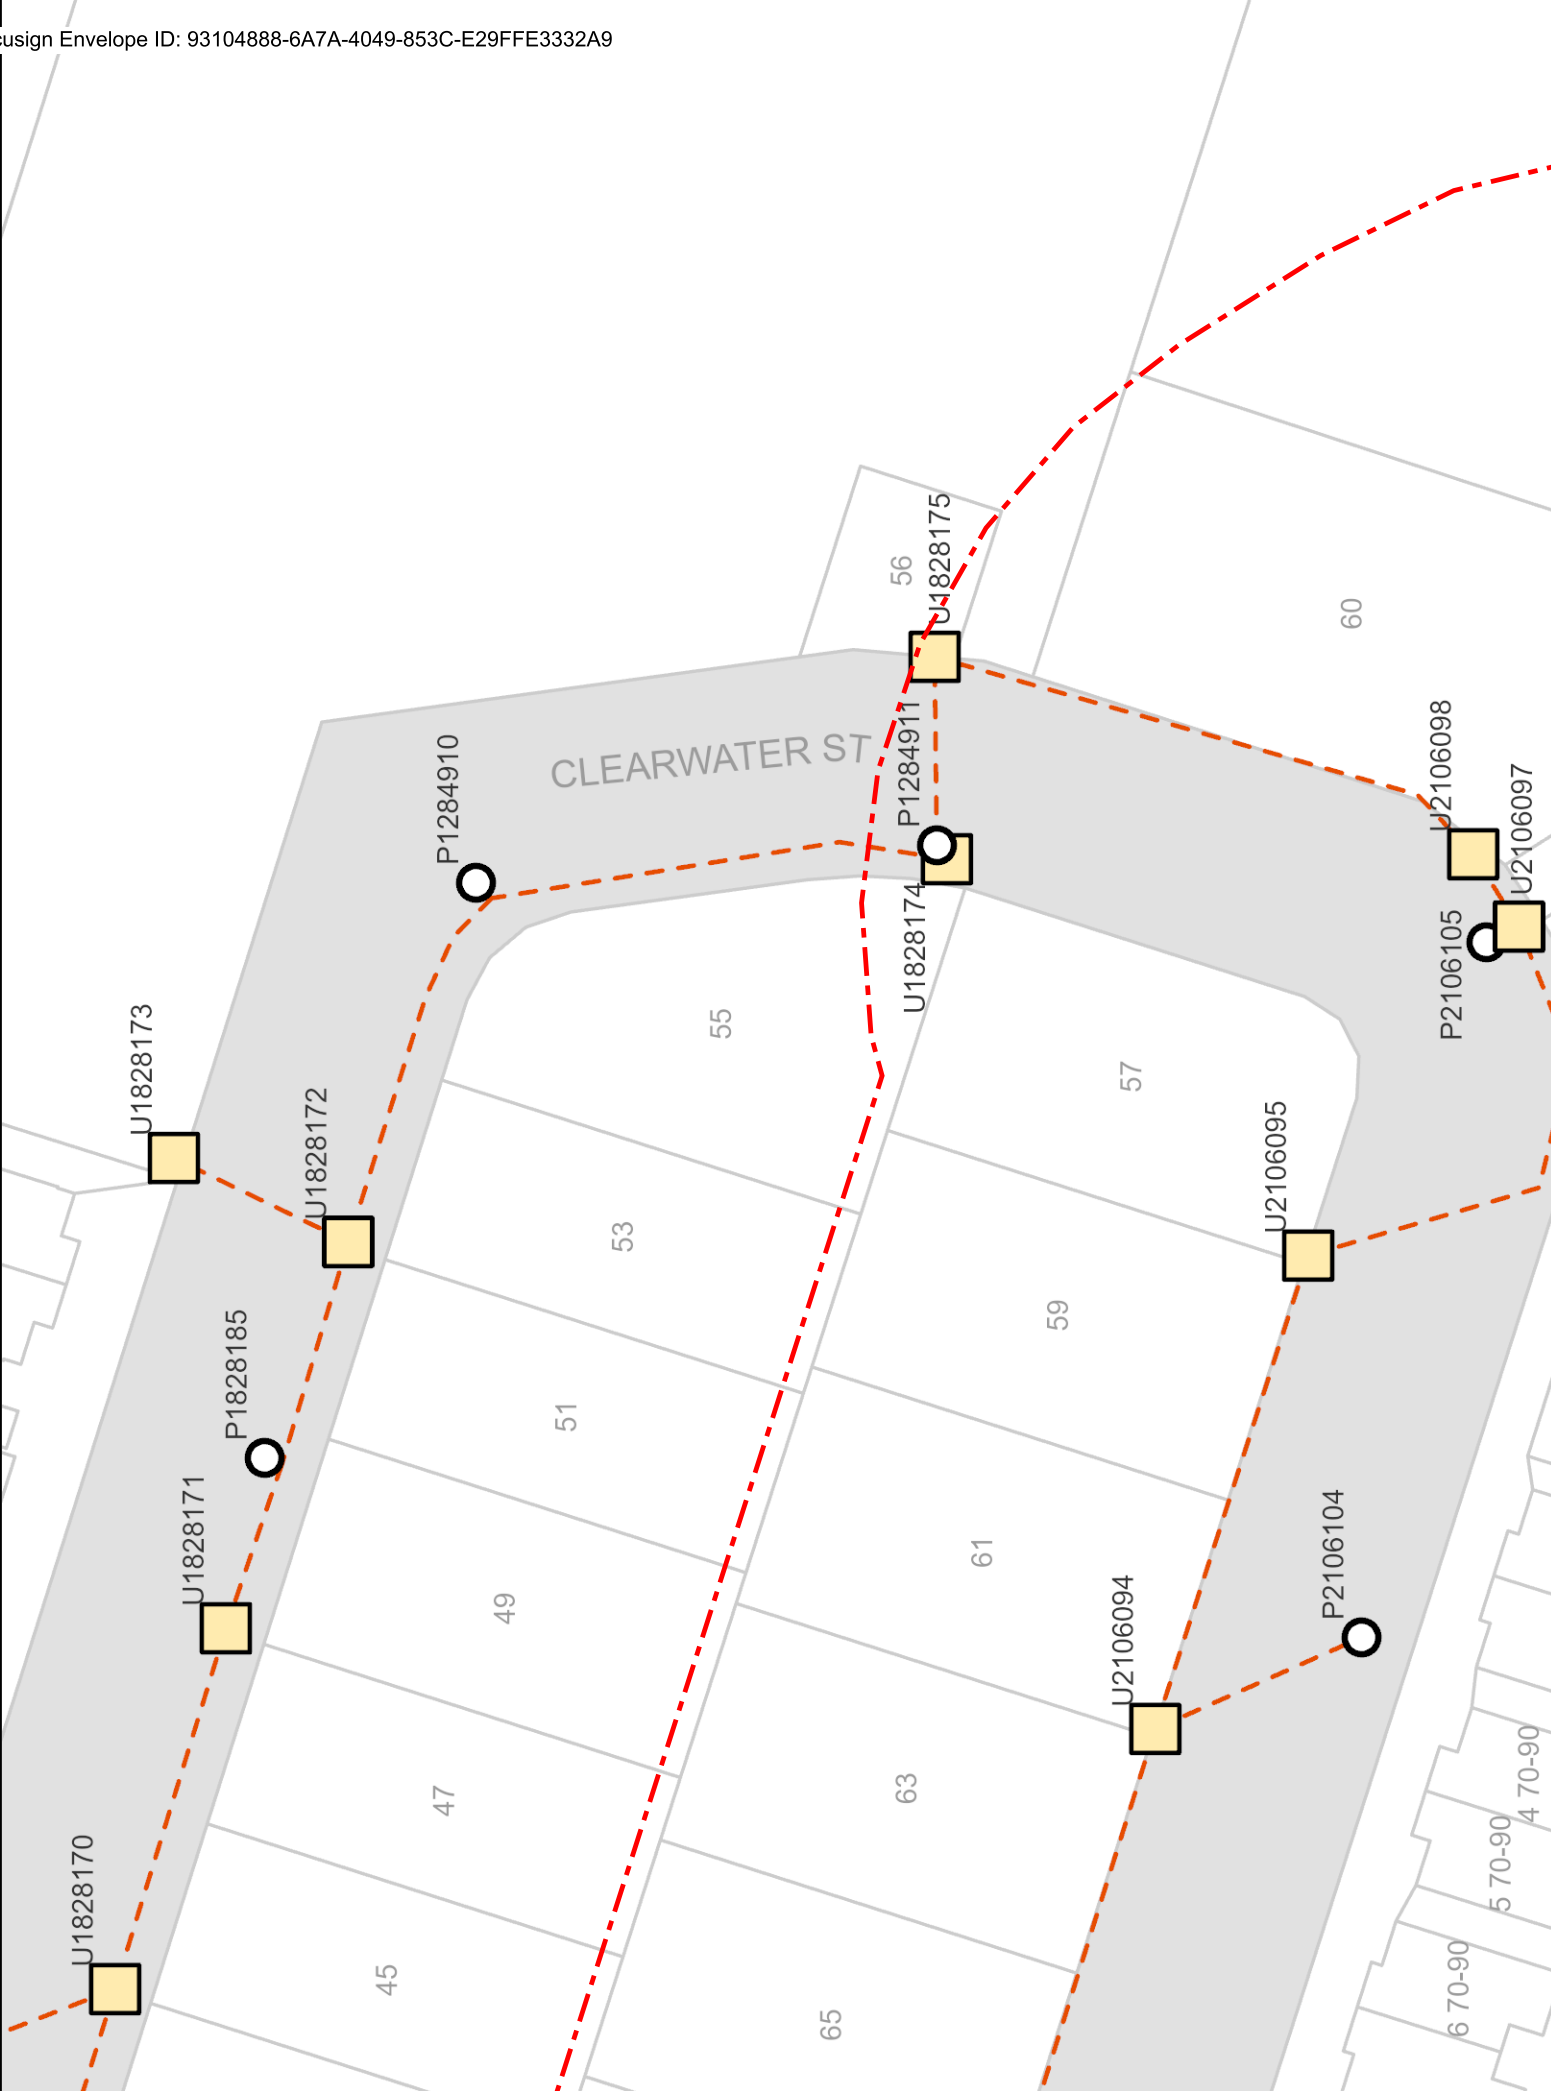 cusign Envelope ID: 93104888-6A7A-4049-853C-E29FFE3332A9
U1828175
56
60
P1284911
U2106098
CLEARWATER ST
P1284910
U2106097
U1828174
P2106105
55
U1828173
57
U1828172
U2106095
53
59
P1828185
51
U1828171
61
P2106104
49
U2106094
47
63
4 70-90
U1828170
5 70-90
45
65
6 70-90